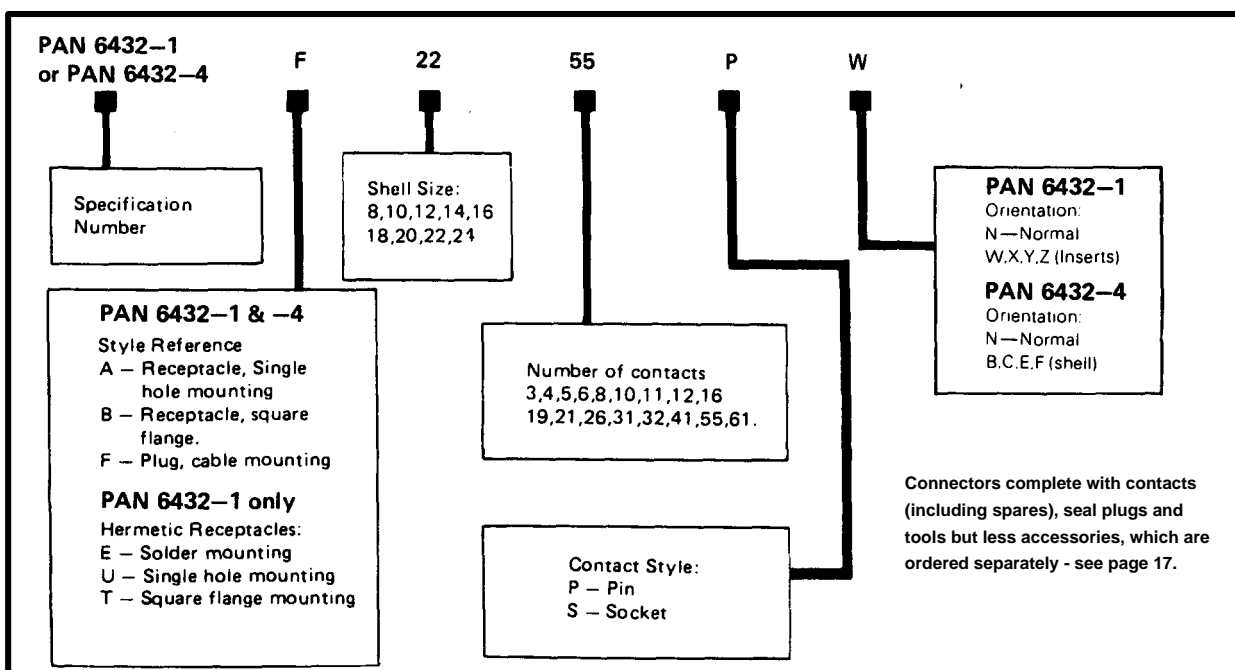 PAN 6432–1
or PAN 6432–4
F
22
55
P
W
Specification
Number
Shell Size:
8,10,12,14,16
18,20,22,24
PAN 6432–1 & –4
Style Reference
A – Receptacle, Single
hole mounting
B – Receptacle, square
flange.
F – Plug, cable mounting
PAN 6432–1 only
Hermetic Receptacles:
E – Solder mounting
U – Single hole mounting
T – Square flange mounting
Number of contacts
3,4,5,6,8,10,11,12,16
19,21,26,31,32,41,55,61.
Contact Style:
P – Pin
S – Socket
PAN 6432–1
Orientation:
N—Normal
W,X,Y,Z (Inserts)
PAN 6432–4
Orientation:
N—Normal
B,C,E,F (shell)
Connectors complete with contacts
(including spares), seal plugs and
tools but less accessories, which are
ordered separately - see page 17.